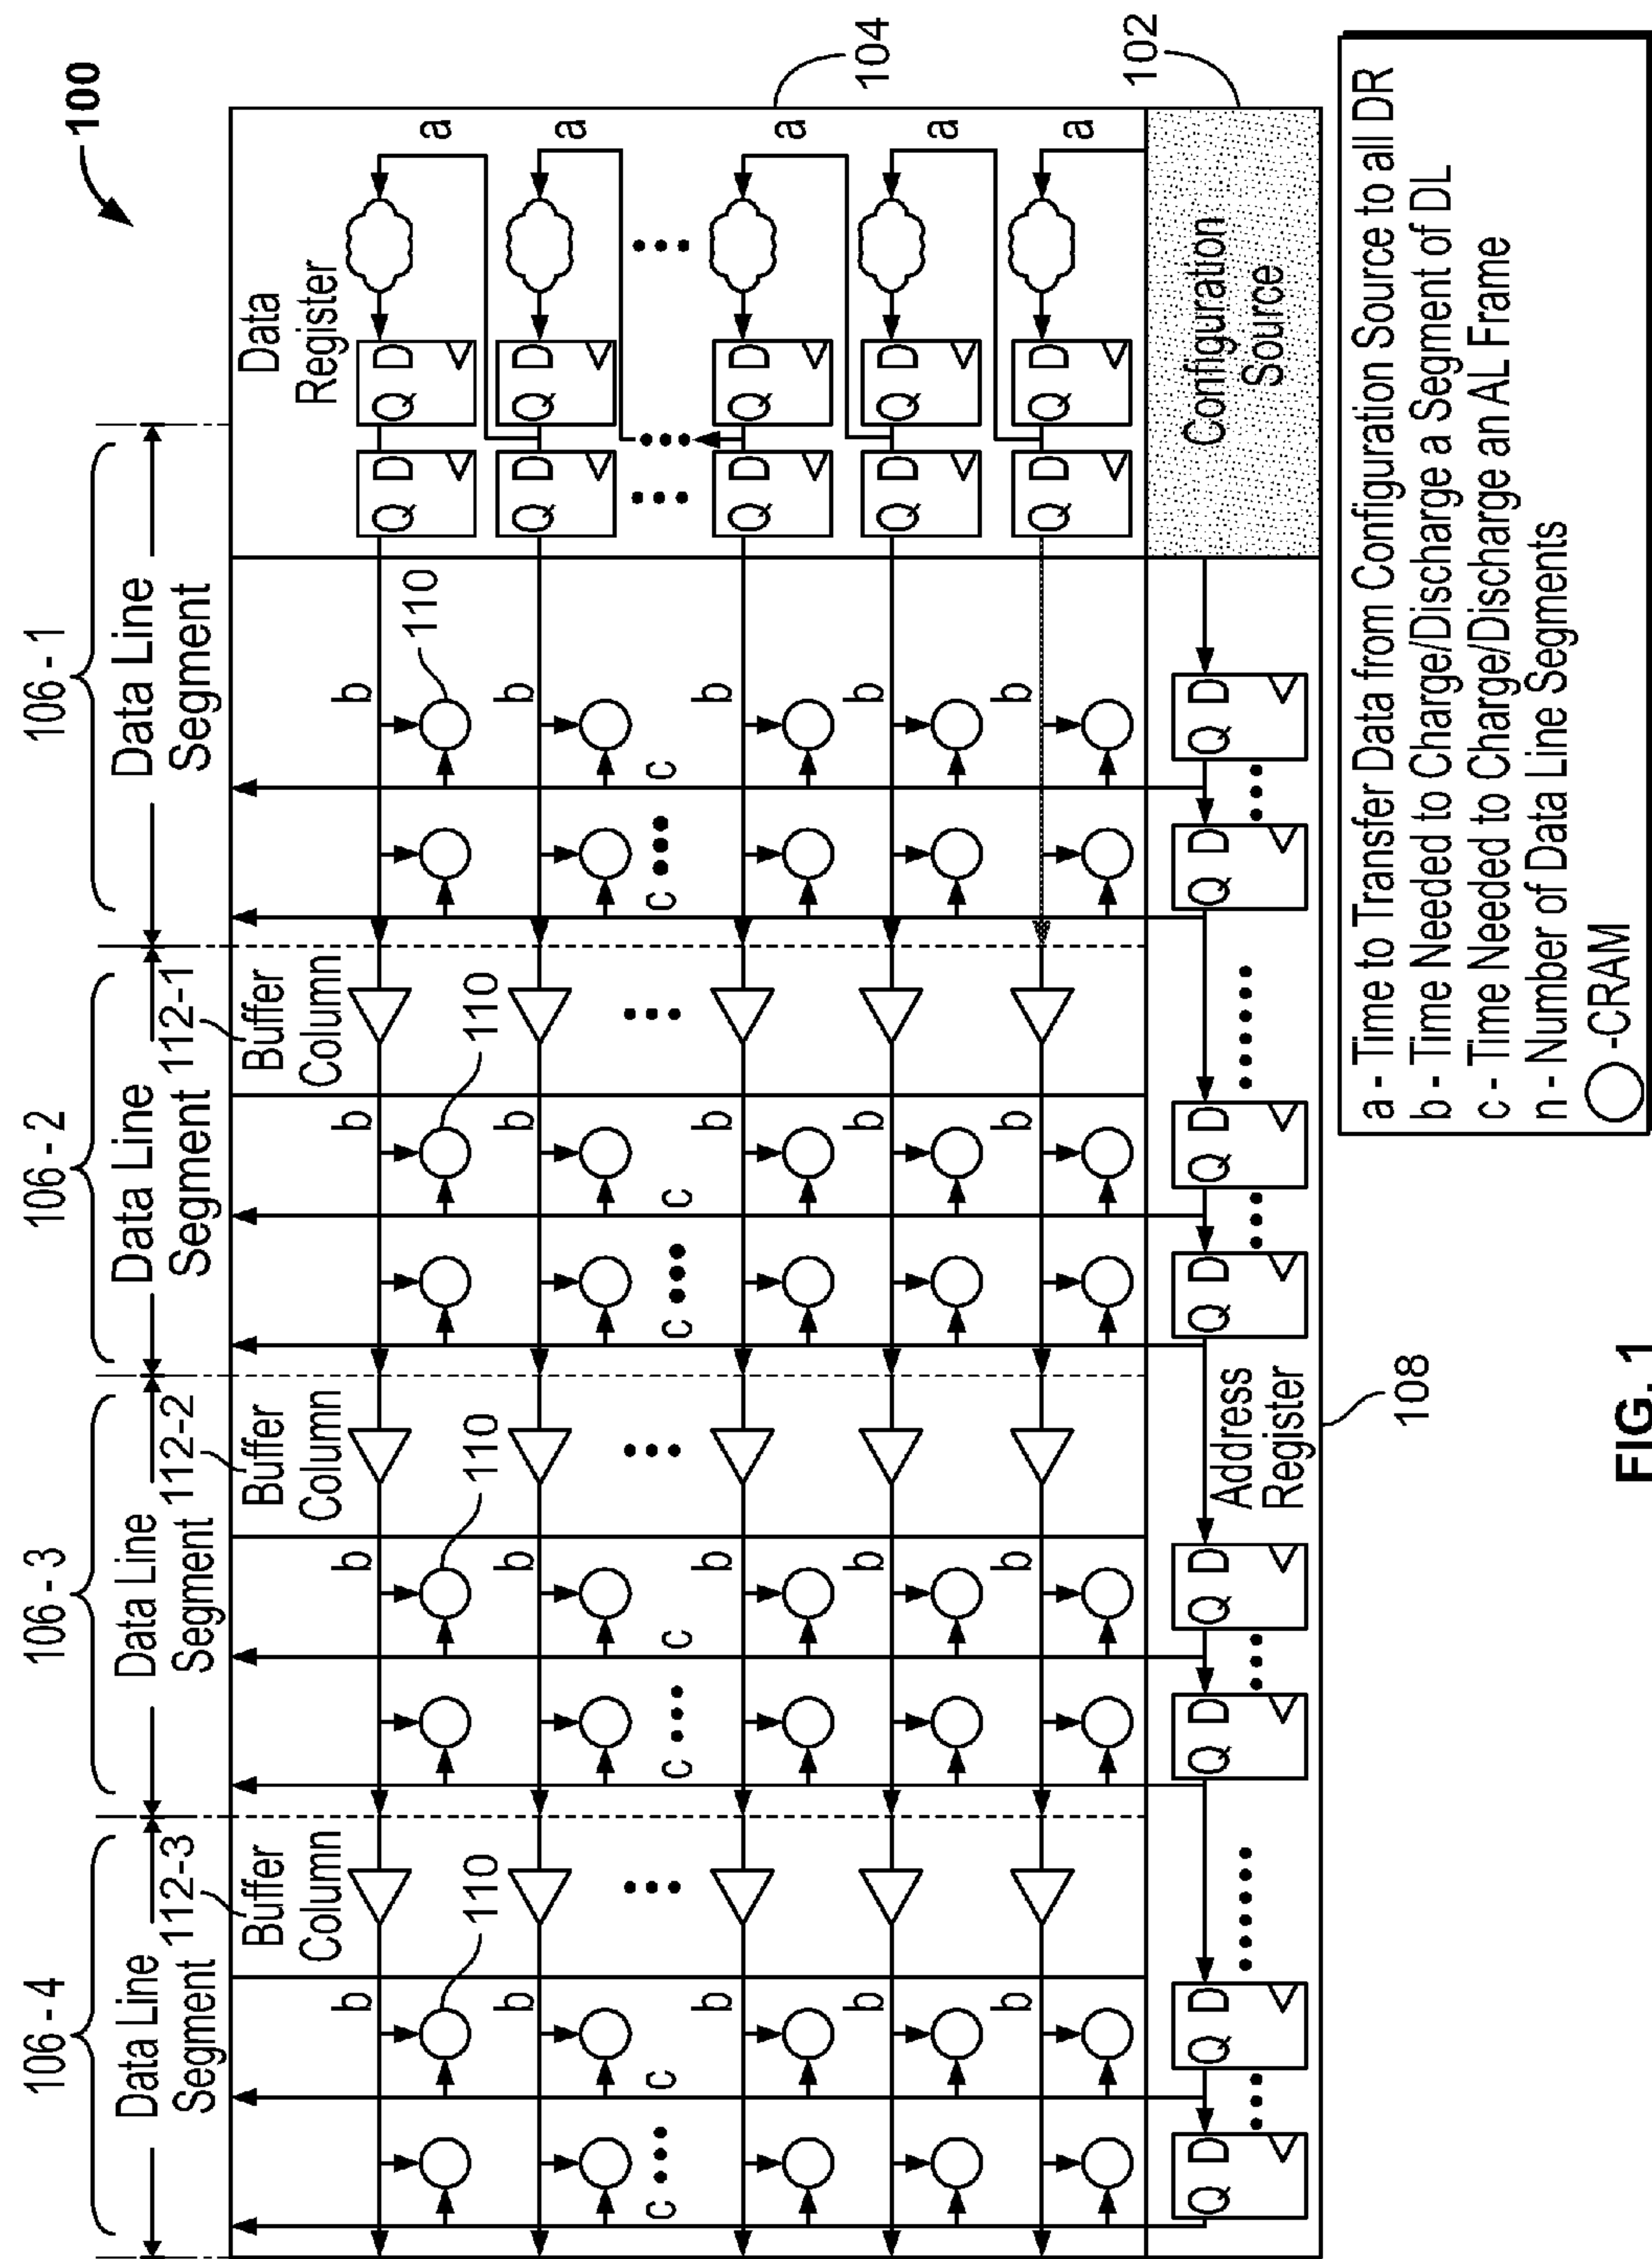 106 - 4 106 - 3 106 - 2 106 - 1
100
Data Line Segment
Data Line Segment
Data Line Segment
Data Line Segment
112-3 112-2 112-1
Buffer Column
Buffer Column
Buffer Column
Data Register
b b b b
Q D Q D
a
110 110 110 110
b b b b
Q D Q D
a
c c c c c c c c
b b b b
Q D Q D
a
104
b b b b
Q D Q D
a
b b b b
Q D Q D
a
102
Configuration
Source
Q D Q D Q D Q D Q D Q D Q D Q D
Address
Register
108
a - Time to Transfer Data from Configuration Source to all DR
b - Time Needed to Charge/Discharge a Segment of DL
c - Time Needed to Charge/Discharge an AL Frame
n - Number of Data Line Segments
-CRAM
FIG. 1